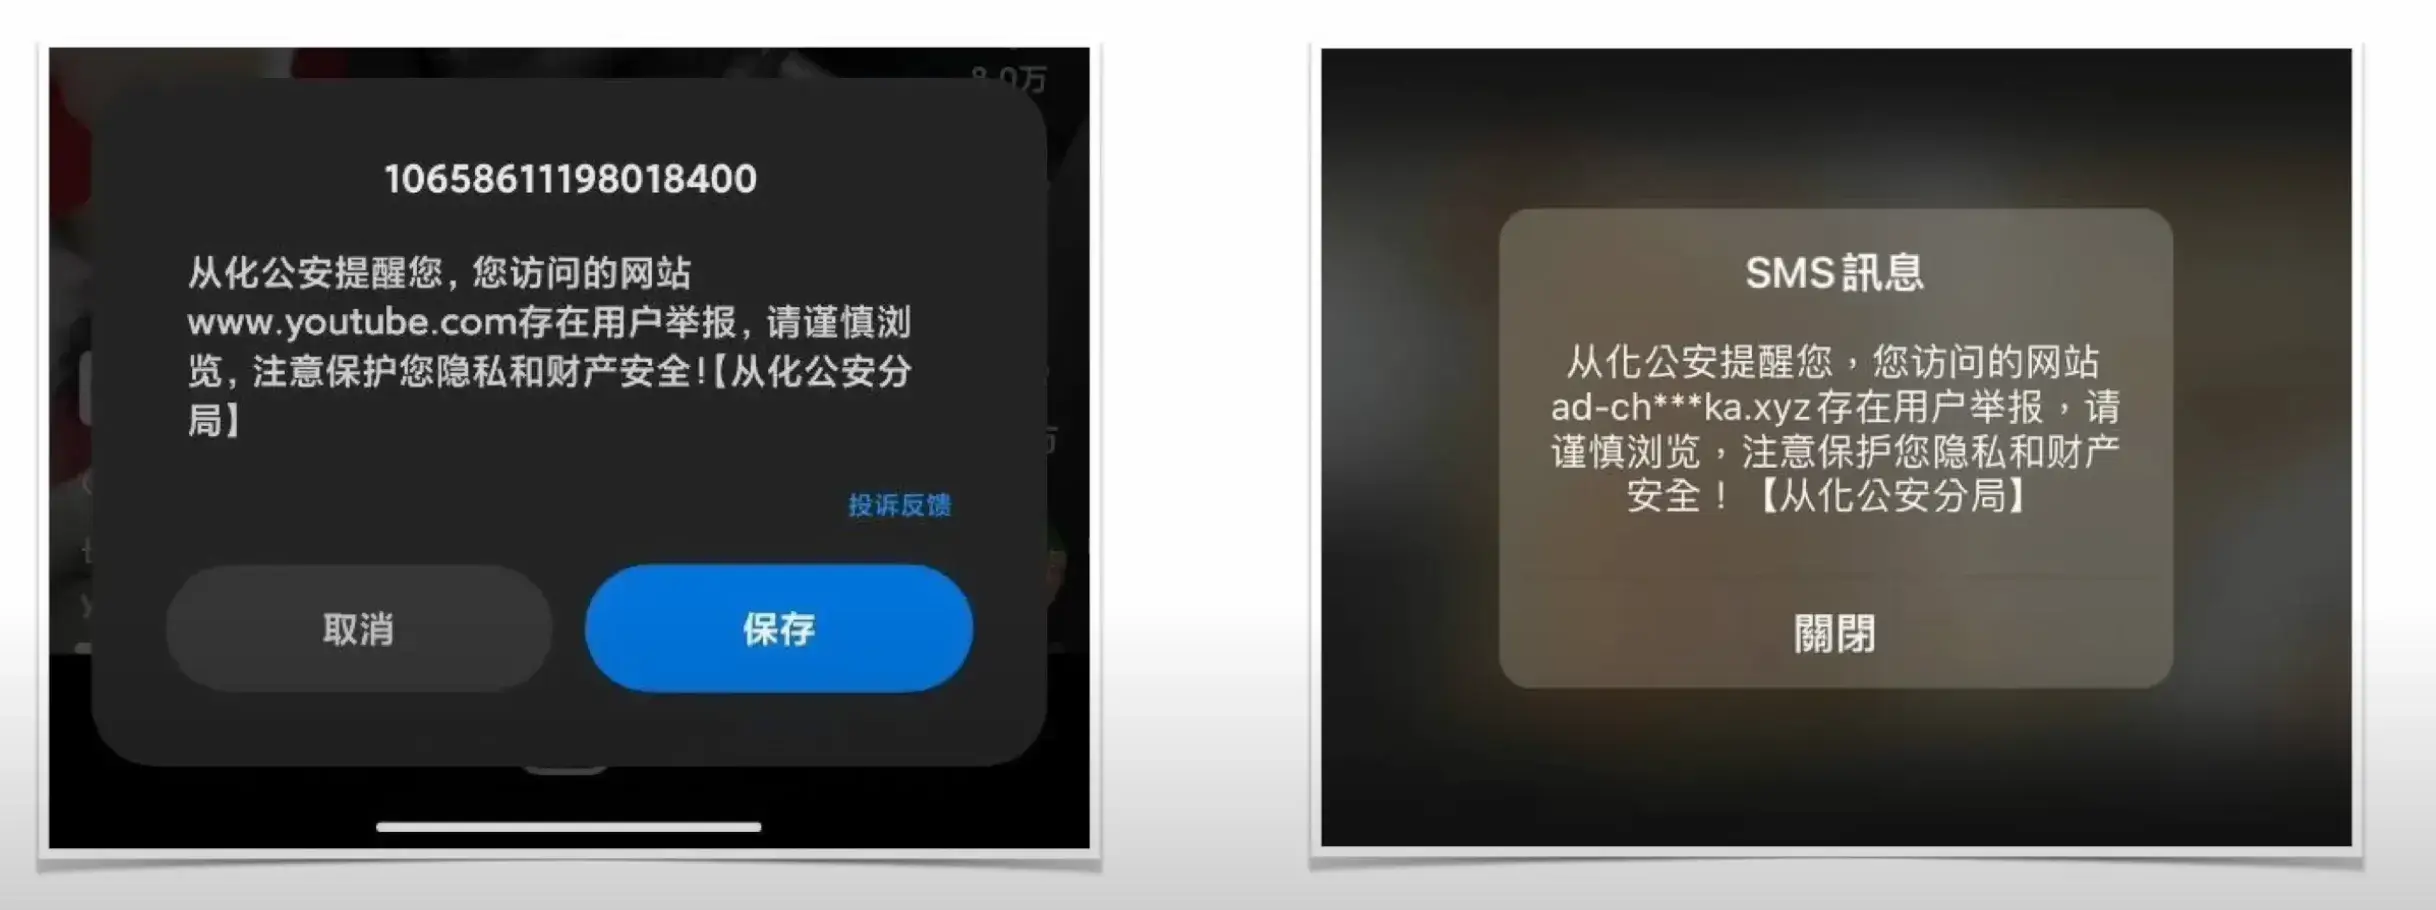 8.0万
10658611198018400
从化公安提醒您，您访问的网站
www.youtube.com存在用户举报，请谨慎浏
览，注意保护您隐私和财产安全!【从化公安分
局】
投诉反馈
取消
保存
SMS訊息
从化公安提醒您，您访问的网站
ad-ch***ka.xyz存在用户举报，请
谨慎浏览，注意保护您隐私和财产
安全！【从化公安分局】
關閉